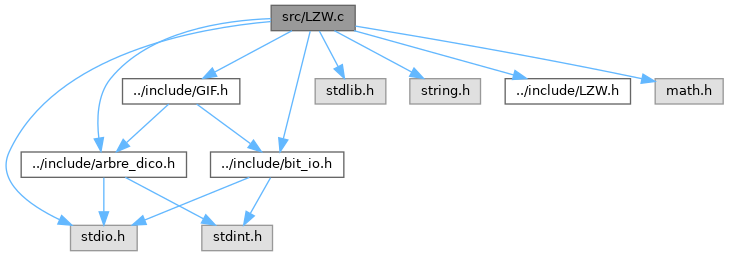 src/LZW.c
../include/GIF.h
stdlib.h
string.h
../include/LZW.h
math.h
../include/arbre_dico.h
../include/bit_io.h
stdio.h
stdint.h